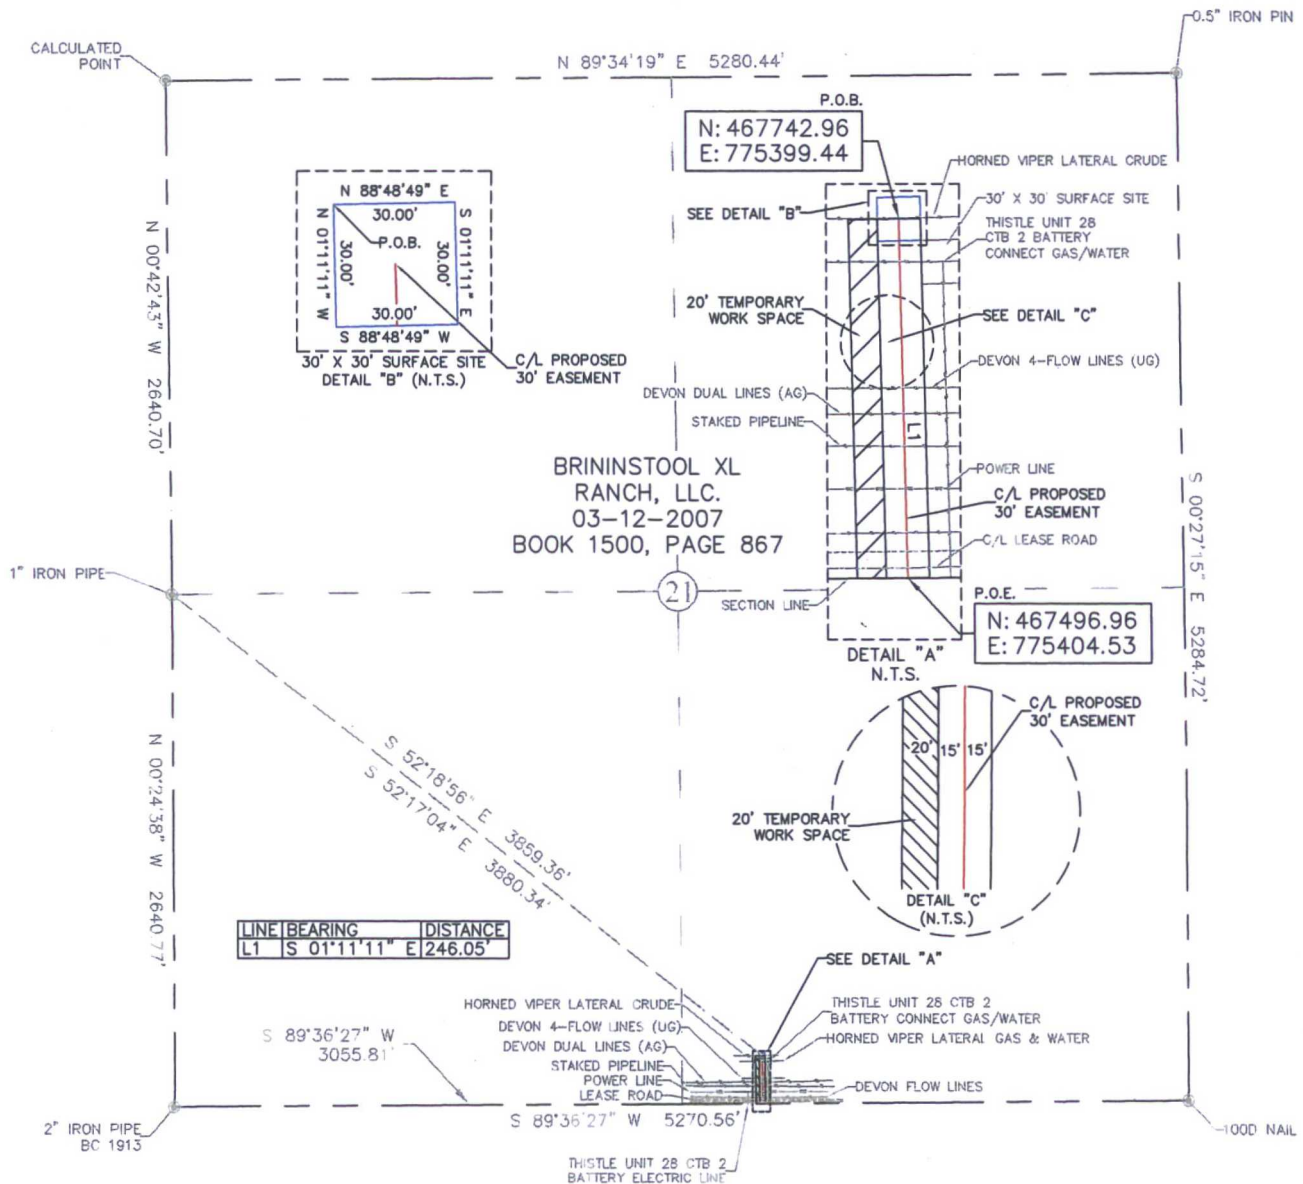 0.5" IRON PIN
CALCULATED
POINT
N 89°34'19" E 5280.44'
P.O.B.
N: 467742.96
E: 775399.44
HORNED VIPER LATERAL CRUDE
30' X 30' SURFACE SITE
THISTLE UNIT 28
CTB 2 BATTERY
CONNECT GAS/WATER
SEE DETAIL "B"
N 88°48'49" E
30.00'
N 01°11'11" W
30.00'
P.O.B.
30.00'
S 01°11'11" E
30.00'
S 88°48'49" W
30' X 30' SURFACE SITE
DETAIL "B" (N.T.S.)
C/L PROPOSED
30' EASEMENT
20' TEMPORARY
WORK SPACE
SEE DETAIL "C"
DEVON 4-FLOW LINES (UG)
DEVON DUAL LINES (AG)
STAKED PIPELINE
L1
POWER LINE
C/L PROPOSED
30' EASEMENT
C/L LEASE ROAD
N 00°42'43" W 2640.70'
BRININSTOOL XL
RANCH, LLC.
03-12-2007
BOOK 1500, PAGE 867
S 00°27'15" E 5284.72'
1" IRON PIPE
21
SECTION LINE
P.O.E.
N: 467496.96
E: 775404.53
DETAIL "A"
N.T.S.
C/L PROPOSED
30' EASEMENT
20' 15' 15'
20' TEMPORARY
WORK SPACE
DETAIL "C"
(N.T.S.)
N 00°24'38" W 2640.77'
S 52°18'56" E 3859.36'
S 52°17'04" E 3880.34'
LINE BEARING DISTANCE
L1 S 01°11'11" E 246.05'
SEE DETAIL "A"
HORNED VIPER LATERAL CRUDE
DEVON 4-FLOW LINES (UG)
DEVON DUAL LINES (AG)
STAKED PIPELINE
POWER LINE
LEASE ROAD
THISTLE UNIT 28 CTB 2
BATTERY CONNECT GAS/WATER
HORNED VIPER LATERAL GAS & WATER
DEVON FLOW LINES
S 89°36'27" W
3055.81'
S 89°36'27" W 5270.56'
2" IRON PIPE
BC 1913
100D NAIL
THISTLE UNIT 28 CTB 2
BATTERY ELECTRIC LINE